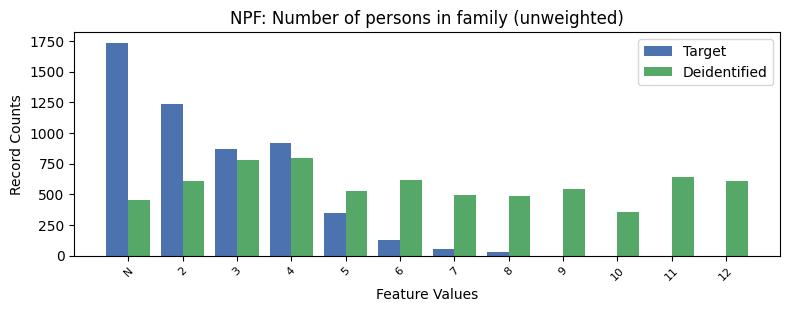 NPF: Number of persons in family (unweighted)
Target
Deidentified
Record Counts
1750
1500
1250
1000
750
500
250
0
N 2 3 4 5 6 7 8 9 10 11 12
Feature Values